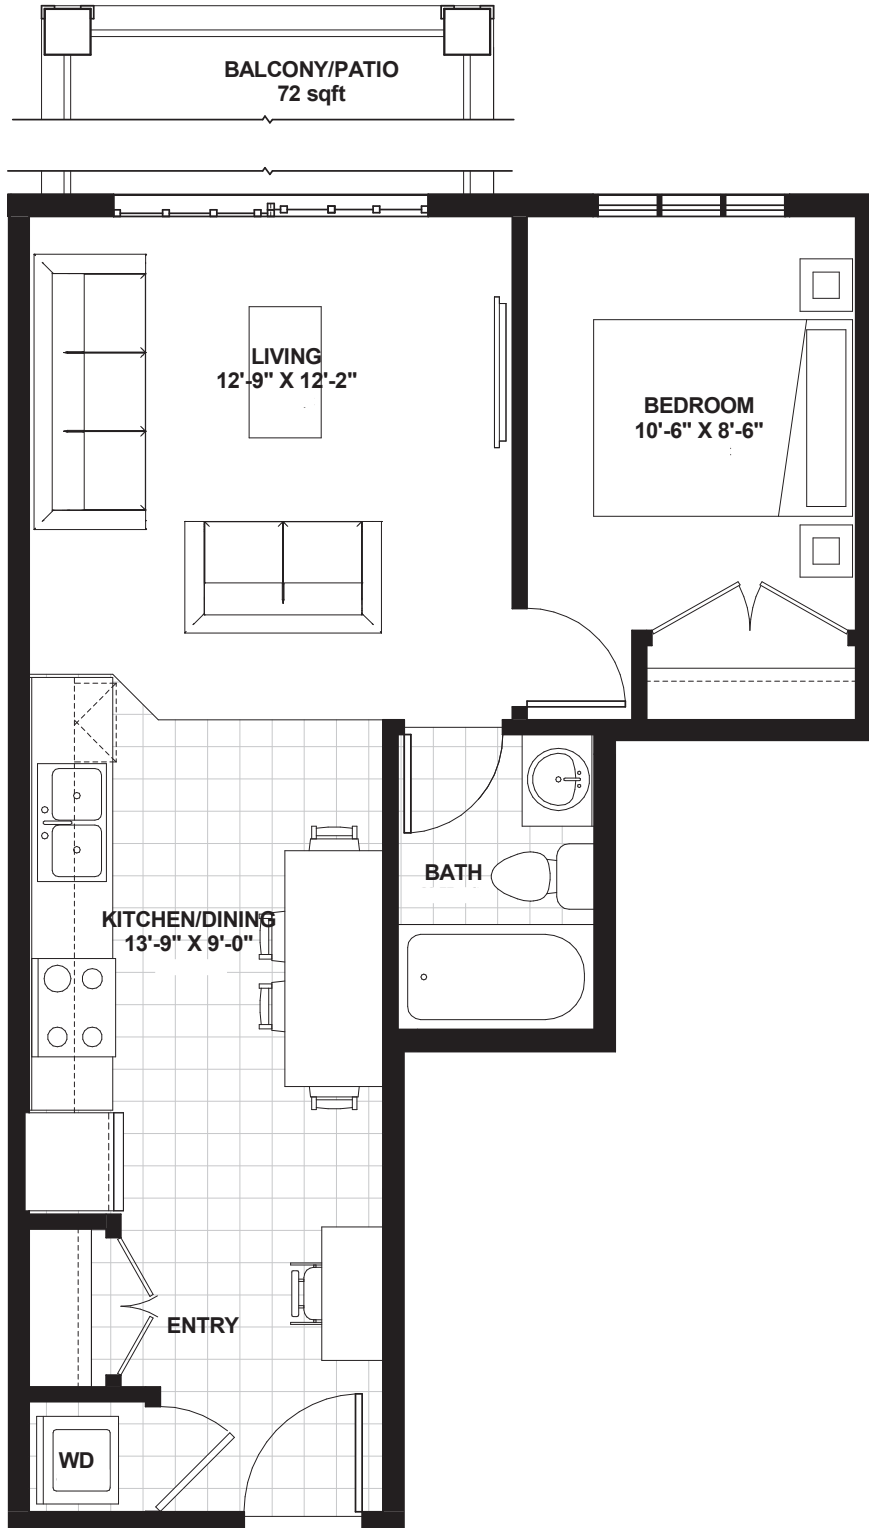 BALCONY/PATIO
72 sqft
LIVING
12'-9" X 12'-2"
BEDROOM
10'-6" X 8'-6"
BATH
KITCHEN/DINING
13'-9" X 9'-0"
ENTRY
WD